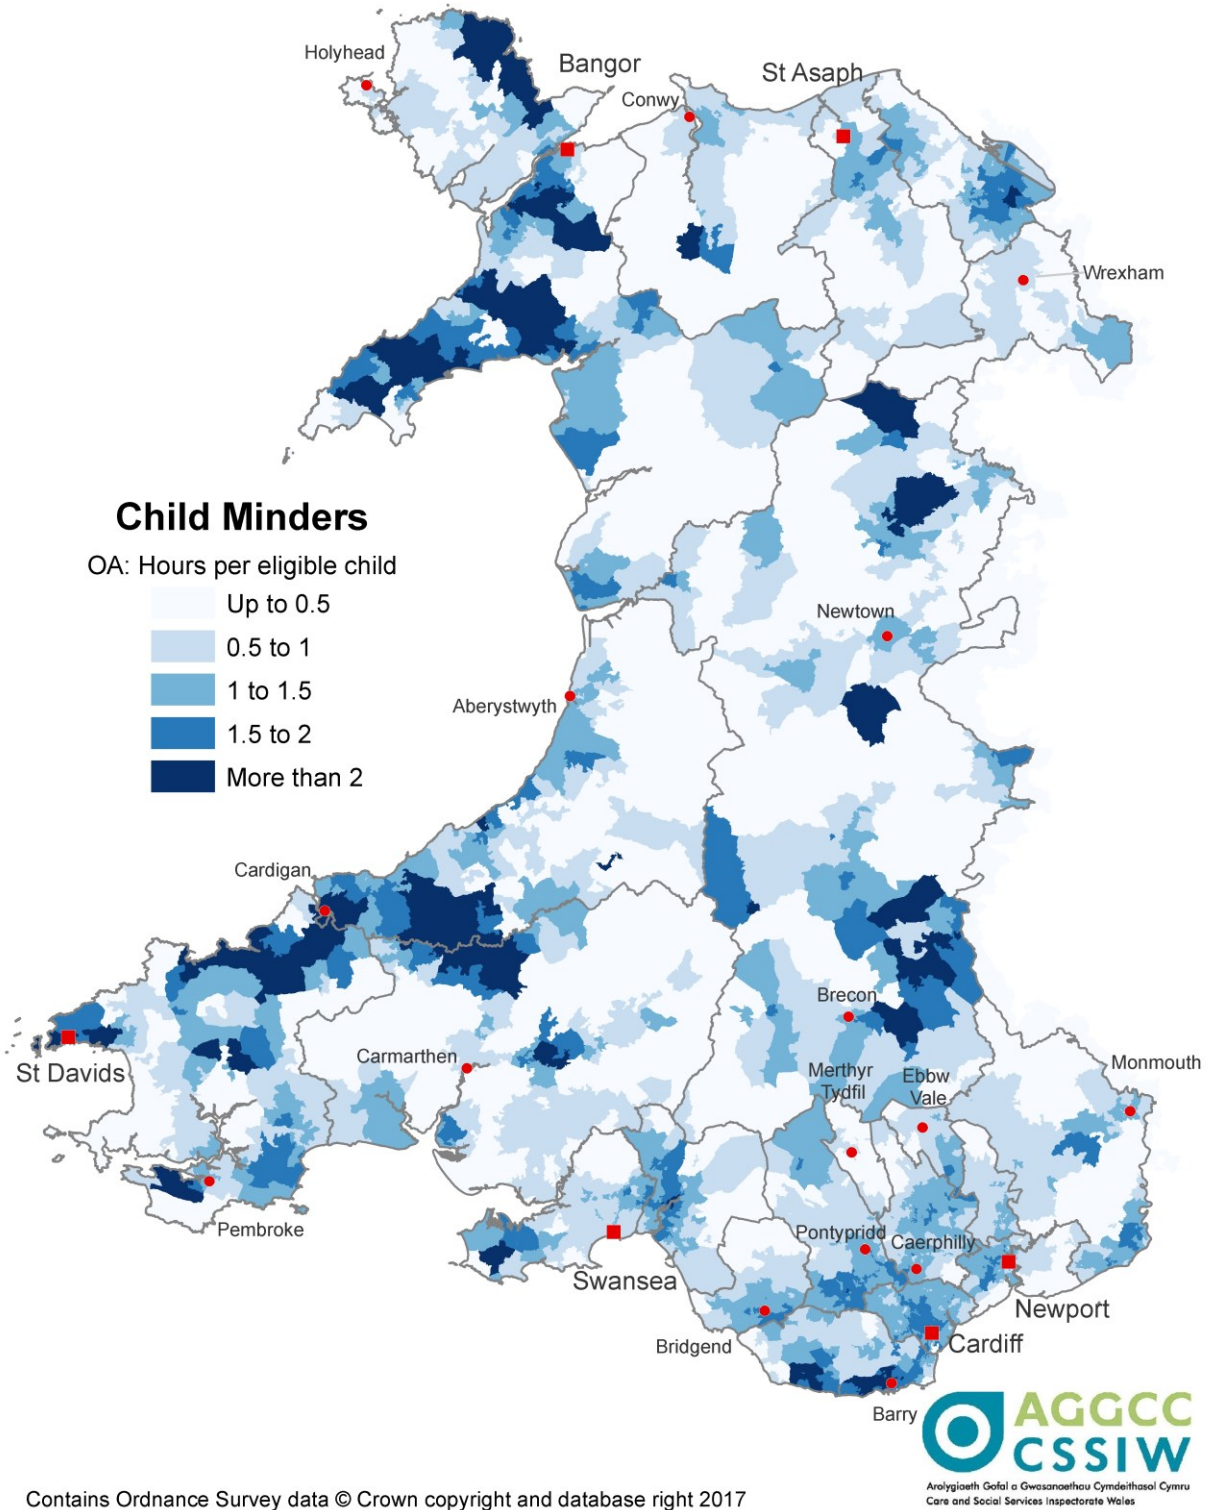 Holyhead
Bangor
St Asaph
Conwy
Wrexham
Child Minders
OA: Hours per eligible child
Up to 0.5
0.5 to 1
1 to 1.5
1.5 to 2
More than 2
Newtown
Aberystwyth
Cardigan
Brecon
St Davids
Carmarthen
Merthyr
Tydfil
Ebbw
Vale
Monmouth
Pembroke
Pontypridd
Caerphilly
Swansea
Newport
Bridgend
Cardiff
Barry
AGGCC
CSSIW
Arolygiaeth Gofal a Gwasanaethau Cymdeithasol Cymru
Care and Social Services Inspectorate Wales
Contains Ordnance Survey data © Crown copyright and database right 2017